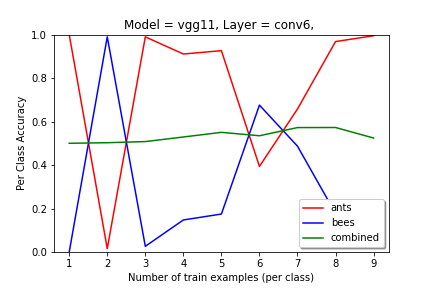 Model = vgg11, Layer = conv6,
Per Class Accuracy
1.0
0.8
0.6
0.4
0.2
0.0
ants
bees
combined
1 2 3 4 5 6 7 8 9
Number of train examples (per class)